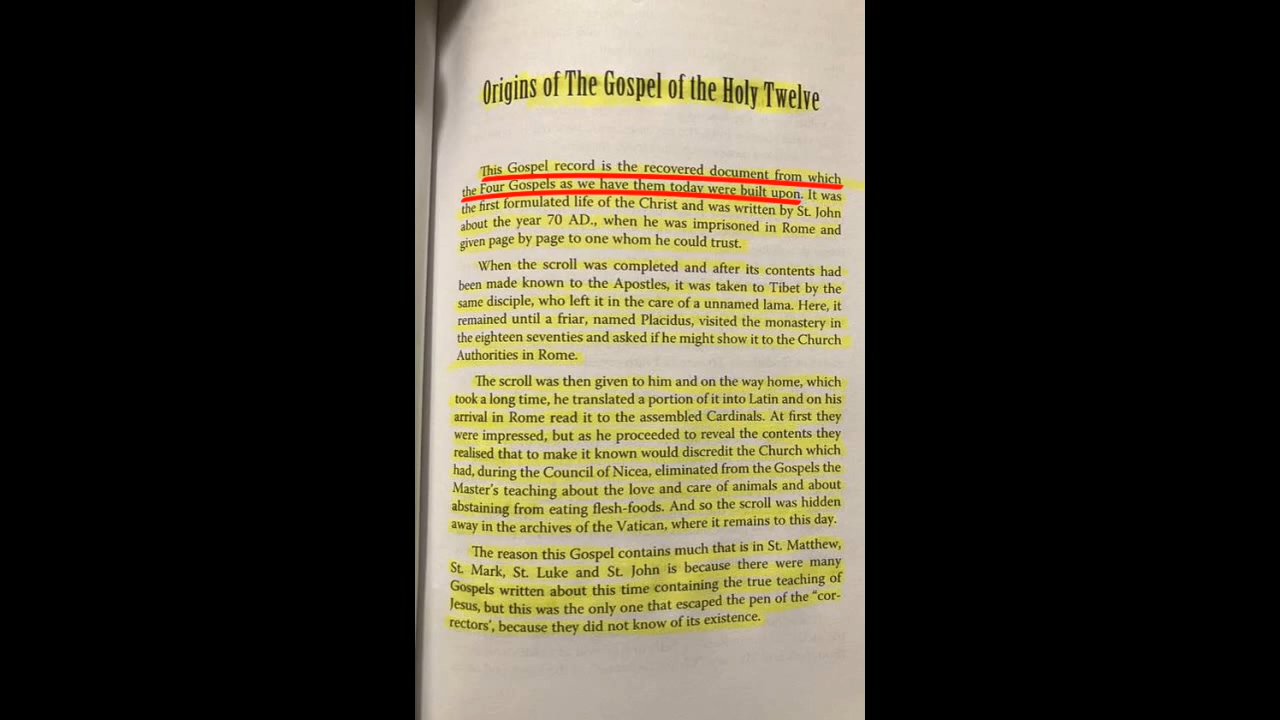 Origins of The Gospel of the Holy Twelve
This Gospel record is the recovered document from which
the Four Gospels as we have them today were built upon. It was
the first formulated life of the Christ and was written by St. John
about the year 70 AD., when he was imprisoned in Rome and
given page by page to one whom he could trust.
When the scroll was completed and after its contents had
been made known to the Apostles, it was taken to Tibet by the
same disciple, who left it in the care of a unnamed lama. Here, it
remained until a friar, named Placidus, visited the monastery in
the eighteen seventies and asked if he might show it to the Church
Authorities in Rome.
The scroll was then given to him and on the way home, which
took a long time, he translated a portion of it into Latin and on his
arrival in Rome read it to the assembled Cardinals. At first they
were impressed, but as he proceeded to reveal the contents they
realised that to make it known would discredit the Church which
had, during the Council of Nicea, eliminated from the Gospels the
Master's teaching about the love and care of animals and about
abstaining from eating flesh-foods. And so the scroll was hidden
away in the archives of the Vatican, where it remains to this day.
The reason this Gospel contains much that is in St. Matthew,
St. Mark, St. Luke and St. John is because there were many
Gospels written about this time containing the true teaching of
Jesus, but this was the only one that escaped the pen of the "cor-
rectors', because they did not know of its existence.